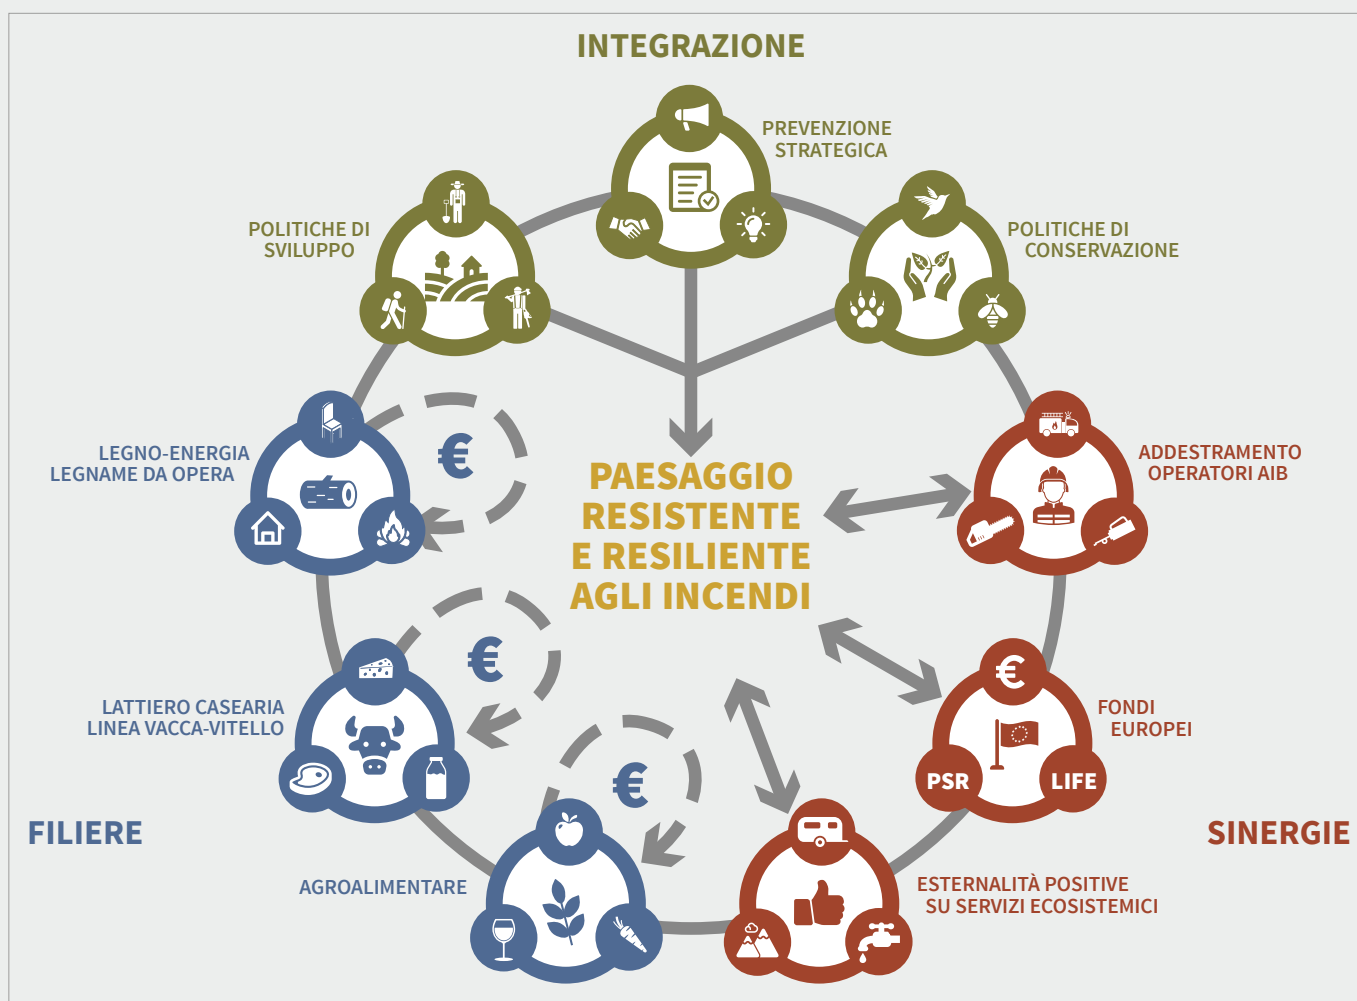 INTEGRAZIONE
PREVENZIONE
STRATEGICA
POLITICHE DI
SVILUPPO
POLITICHE DI
CONSERVAZIONE
LEGNO-ENERGIA
LEGNAME DA OPERA
€
PAESAGGIO
RESISTENTE
E RESILIENTE
AGLI INCENDI
ADDESTRAMENTO
OPERATORI AIB
LATTIERO CASEARIA
LINEA VACCA-VITELLO
€
€
FONDI
EUROPEI
PSR
LIFE
FILIERE
SINERGIE
€
AGROALIMENTARE
ESTERNALITÀ POSITIVE
SU SERVIZI ECOSISTEMICI